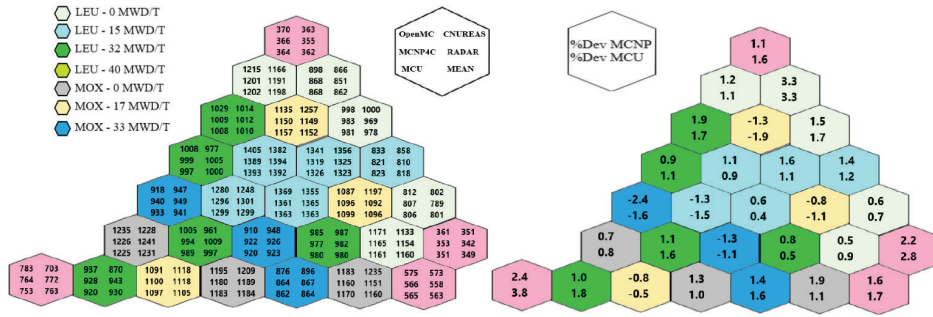 LEU - 0 MWD/T
LEU - 15 MWD/T
LEU - 32 MWD/T
LEU - 40 MWD/T
MOX - 0 MWD/T
MOX - 17 MWD/T
MOX - 33 MWD/T
OpenMC CNUREAS
MCNP4C RADAR
MCU MEAN
%Dev MCNP
%Dev MCU
370 363
366 355
364 362
1215 1166 898 866
1201 1191 868 851
1202 1198 868 862
1029 1014 1135 1257 998 1000
1009 1012 1150 1149 983 969
1008 1010 1157 1152 981 978
1008 977 1405 1382 1341 1356 833 858
999 1005 1389 1394 1319 1325 821 810
997 1000 1393 1392 1326 1323 823 818
918 947 1280 1248 1369 1355 1087 1197 812 802
940 949 1296 1301 1361 1365 1096 1092 807 789
933 941 1299 1299 1363 1363 1099 1096 806 801
1235 1228 1005 961 910 948 985 987 1171 1133 361 351
1226 1241 994 1009 922 926 977 982 1165 1154 353 342
1225 1231 989 997 920 923 980 980 1161 1160 351 349
783 703 937 870 1091 1118 1195 1209 876 896 1183 1235 575 573
764 772 928 943 1100 1118 1180 1189 864 867 1160 1151 566 558
753 763 920 930 1097 1105 1183 1184 862 864 1170 1160 565 563
1.1
1.6
1.2 3.3
1.1 3.3
1.9 -1.3 1.5
1.7 -1.9 1.7
0.9 1.1 1.6 1.4
1.1 0.9 1.1 1.2
-2.4 -1.3 0.6 -0.8 0.6
-1.6 -1.5 0.4 -1.1 0.7
0.7 1.1 -1.3 0.8 0.5 2.2
0.8 1.6 -1.1 0.5 0.9 2.8
2.4 1.0 -0.8 1.3 1.4 1.9 1.6
3.8 1.8 -0.5 1.0 1.6 1.1 1.7